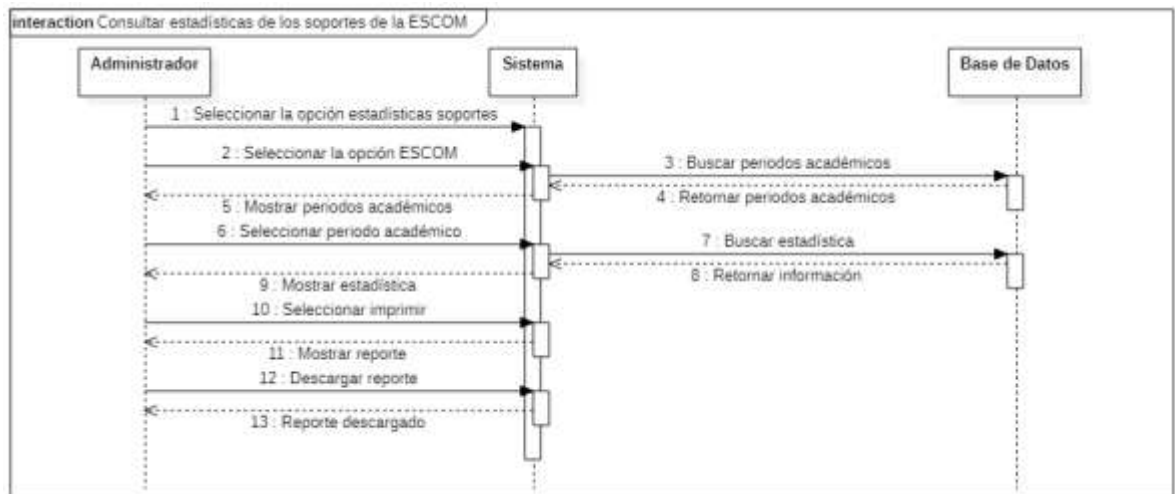 interaction Consultar estadísticas de los soportes de la ESCOM
Administrador
Sistema
Base de Datos
1 : Seleccionar la opción estadísticas soportes
2 : Seleccionar la opción ESCOM
3 : Buscar periodos académicos
4 : Retornar periodos académicos
5 : Mostrar periodos académicos
6 : Seleccionar periodo académico
7 : Buscar estadística
8 : Retornar información
9 : Mostrar estadística
10 : Seleccionar imprimir
11 : Mostrar reporte
12 : Descargar reporte
13 : Reporte descargado